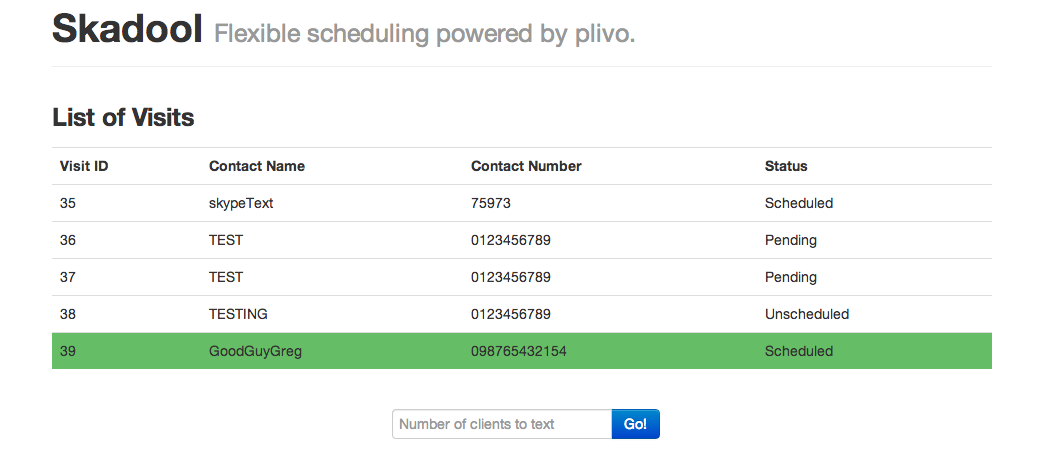 Skadool Flexible scheduling powered by plivo.
List of Visits
Visit ID Contact Name Contact Number Status
35 skypeText 75973 Scheduled
36 TEST 0123456789 Pending
37 TEST 0123456789 Pending
38 TESTING 0123456789 Unscheduled
39 GoodGuyGreg 098765432154 Scheduled
Number of clients to text Go!